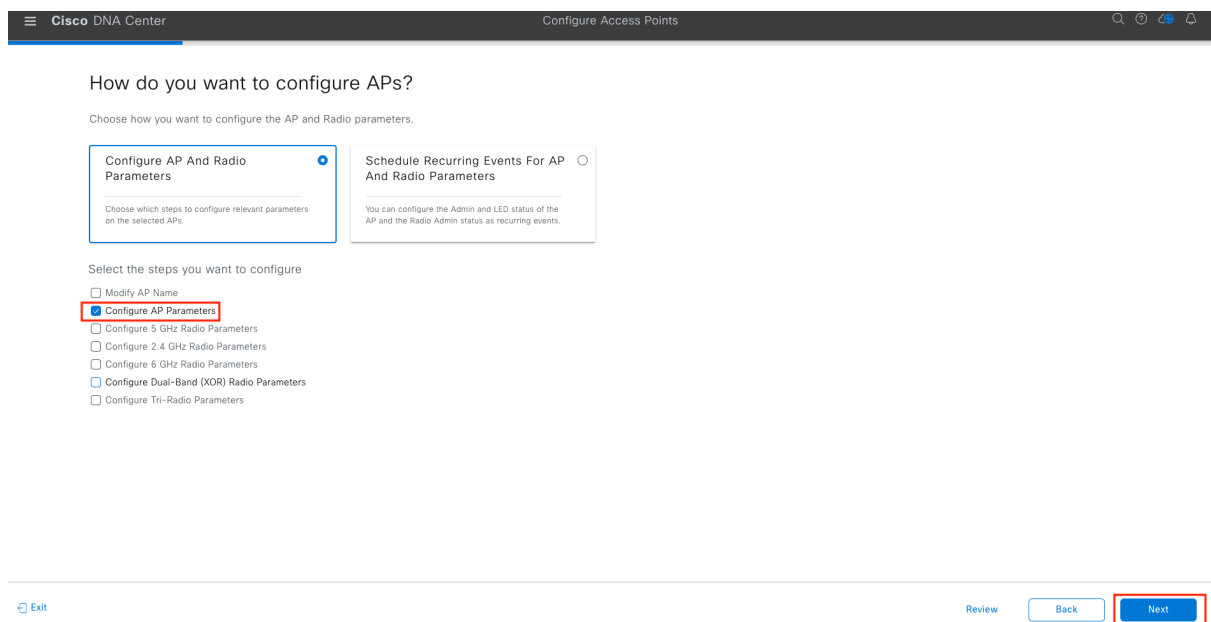 Cisco DNA Center
Configure Access Points
How do you want to configure APs?
Choose how you want to configure the AP and Radio parameters.
Configure AP And Radio
Parameters
Choose which steps to configure relevant parameters
on the selected APs.
Schedule Recurring Events For AP
And Radio Parameters
You can configure the Admin and LED status of the
AP and the Radio Admin status as recurring events.
Select the steps you want to configure
Modify AP Name
Configure AP Parameters
Configure 5 GHz Radio Parameters
Configure 2.4 GHz Radio Parameters
Configure 6 GHz Radio Parameters
Configure Dual-Band (XOR) Radio Parameters
Configure Tri-Radio Parameters
Exit
Review
Back
Next